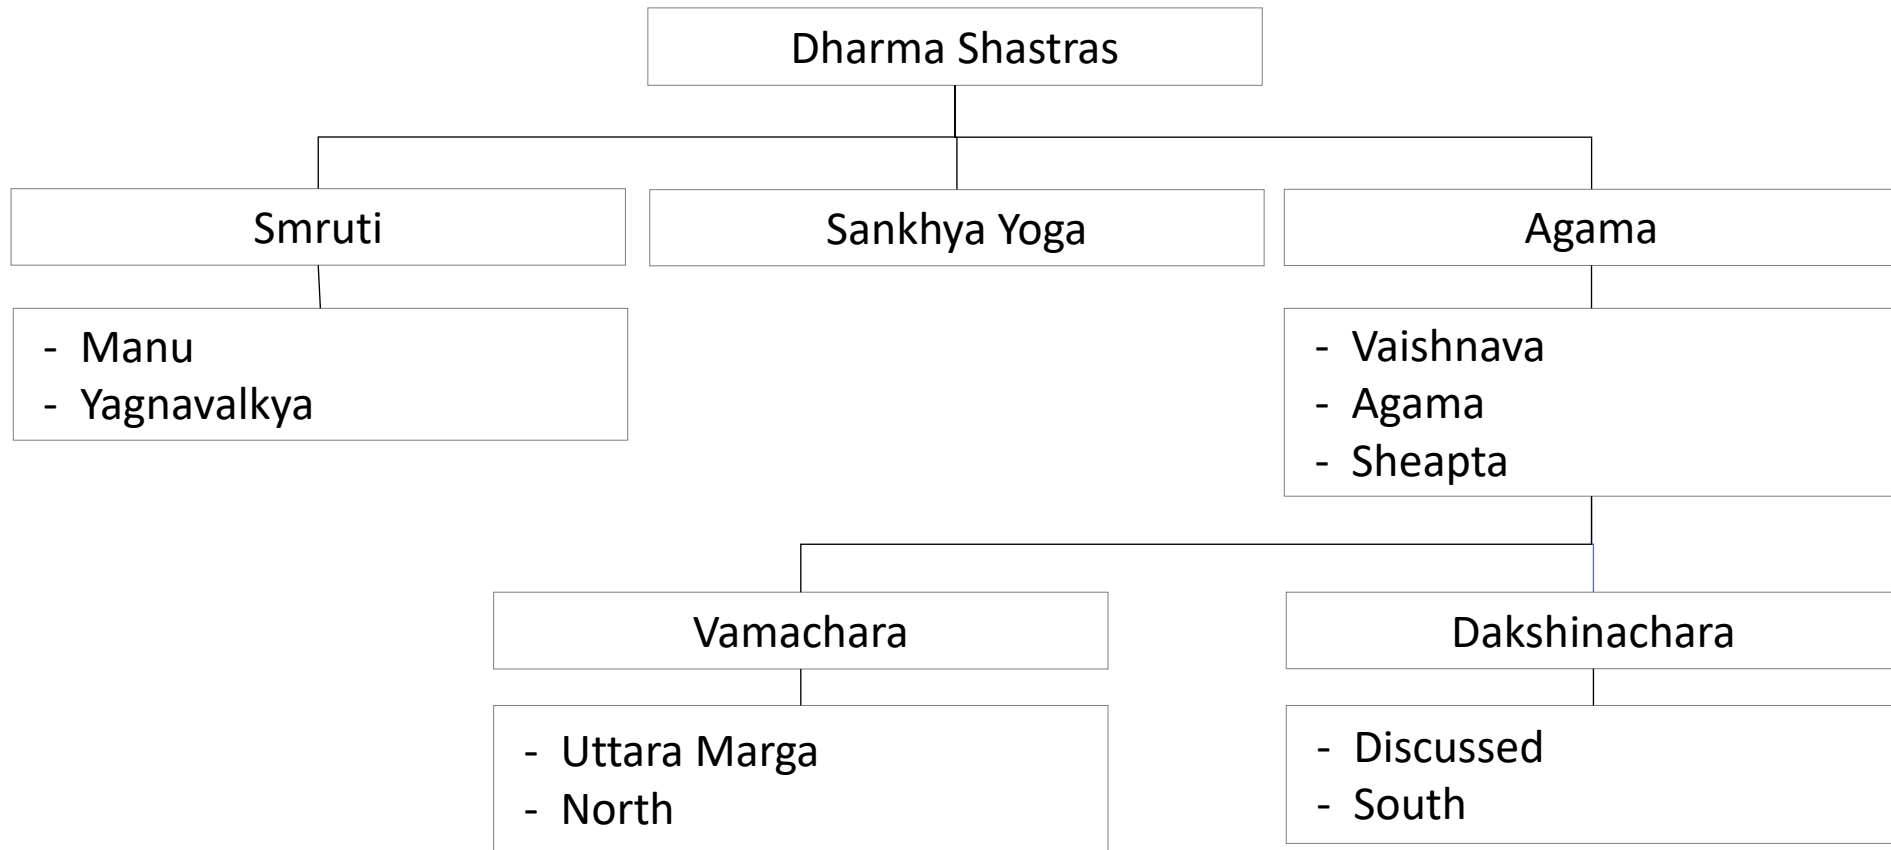 Dharma Shastras
Smruti
Sankhya Yoga
Agama
- Manu
- Yagnavalkya
- Vaishnava
- Agama
- Sheapta
Vamachara
Dakshinachara
- Uttara Marga
- North
- Discussed
- South